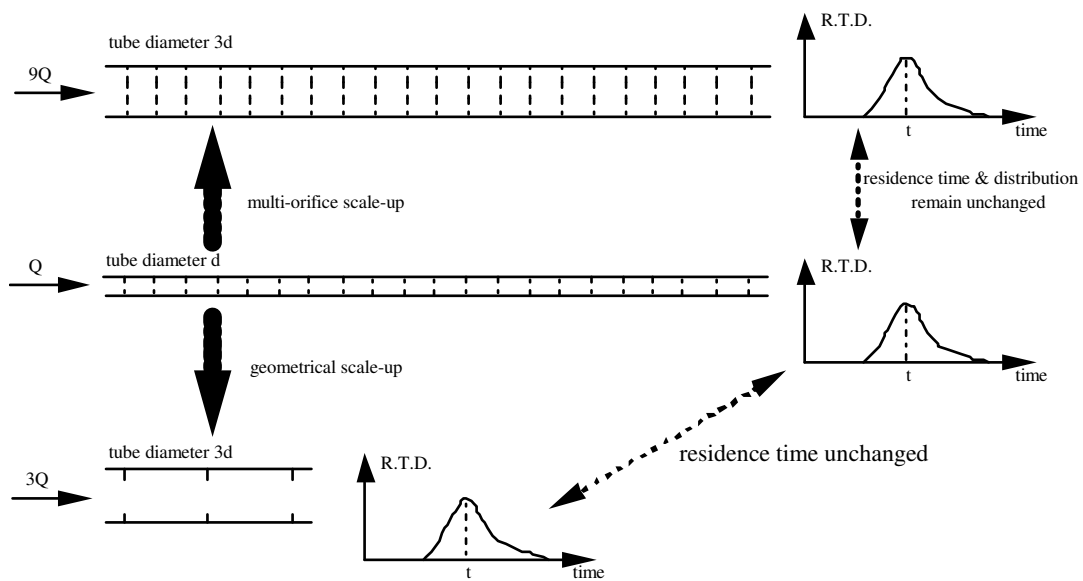 tube diameter 3d
9Q
R.T.D.
t
time
multi-orifice scale-up
residence time & distribution
remain unchanged
tube diameter d
Q
R.T.D.
t
time
geometrical scale-up
tube diameter 3d
3Q
R.T.D.
t
time
residence time unchanged